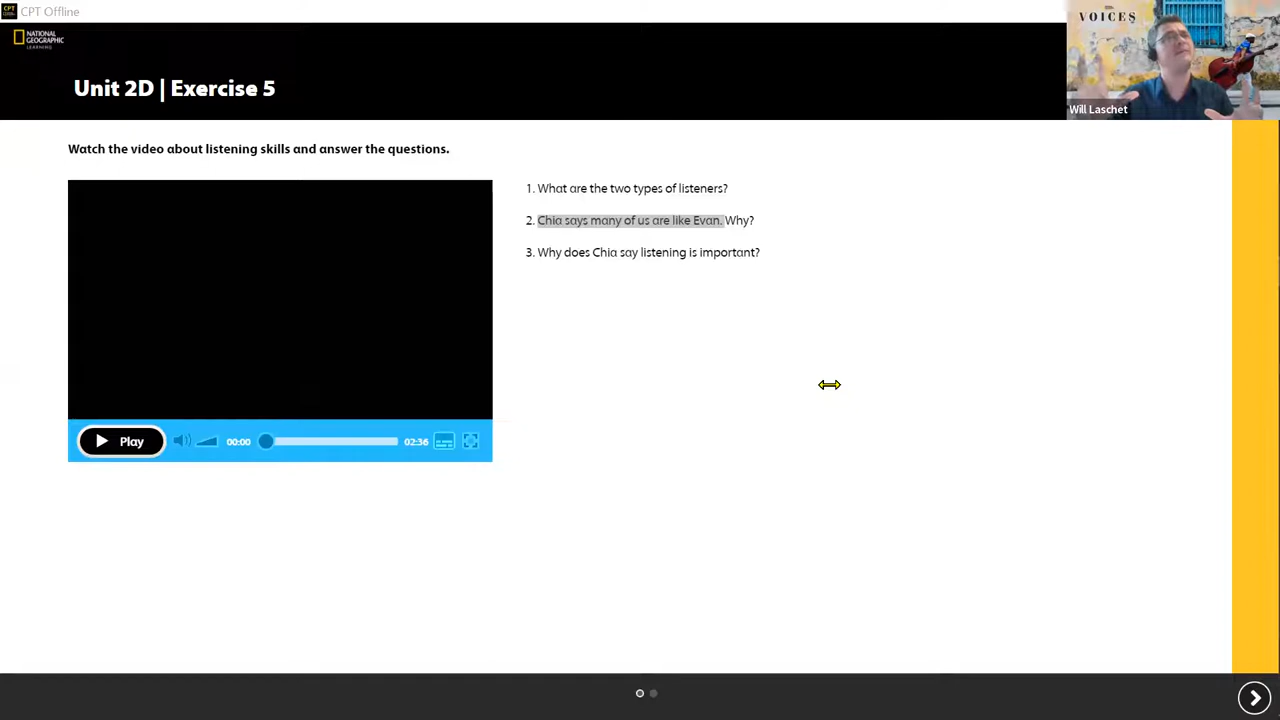 CPT Offline
NATIONAL
GEOGRAPHIC
LEARNING
VOICES
Unit 2D | Exercise 5
Will Laschet
Watch the video about listening skills and answer the questions.
1. What are the two types of listeners?
2. Chia says many of us are like Evan. Why?
3. Why does Chia say listening is important?
Play
00:00
02:36